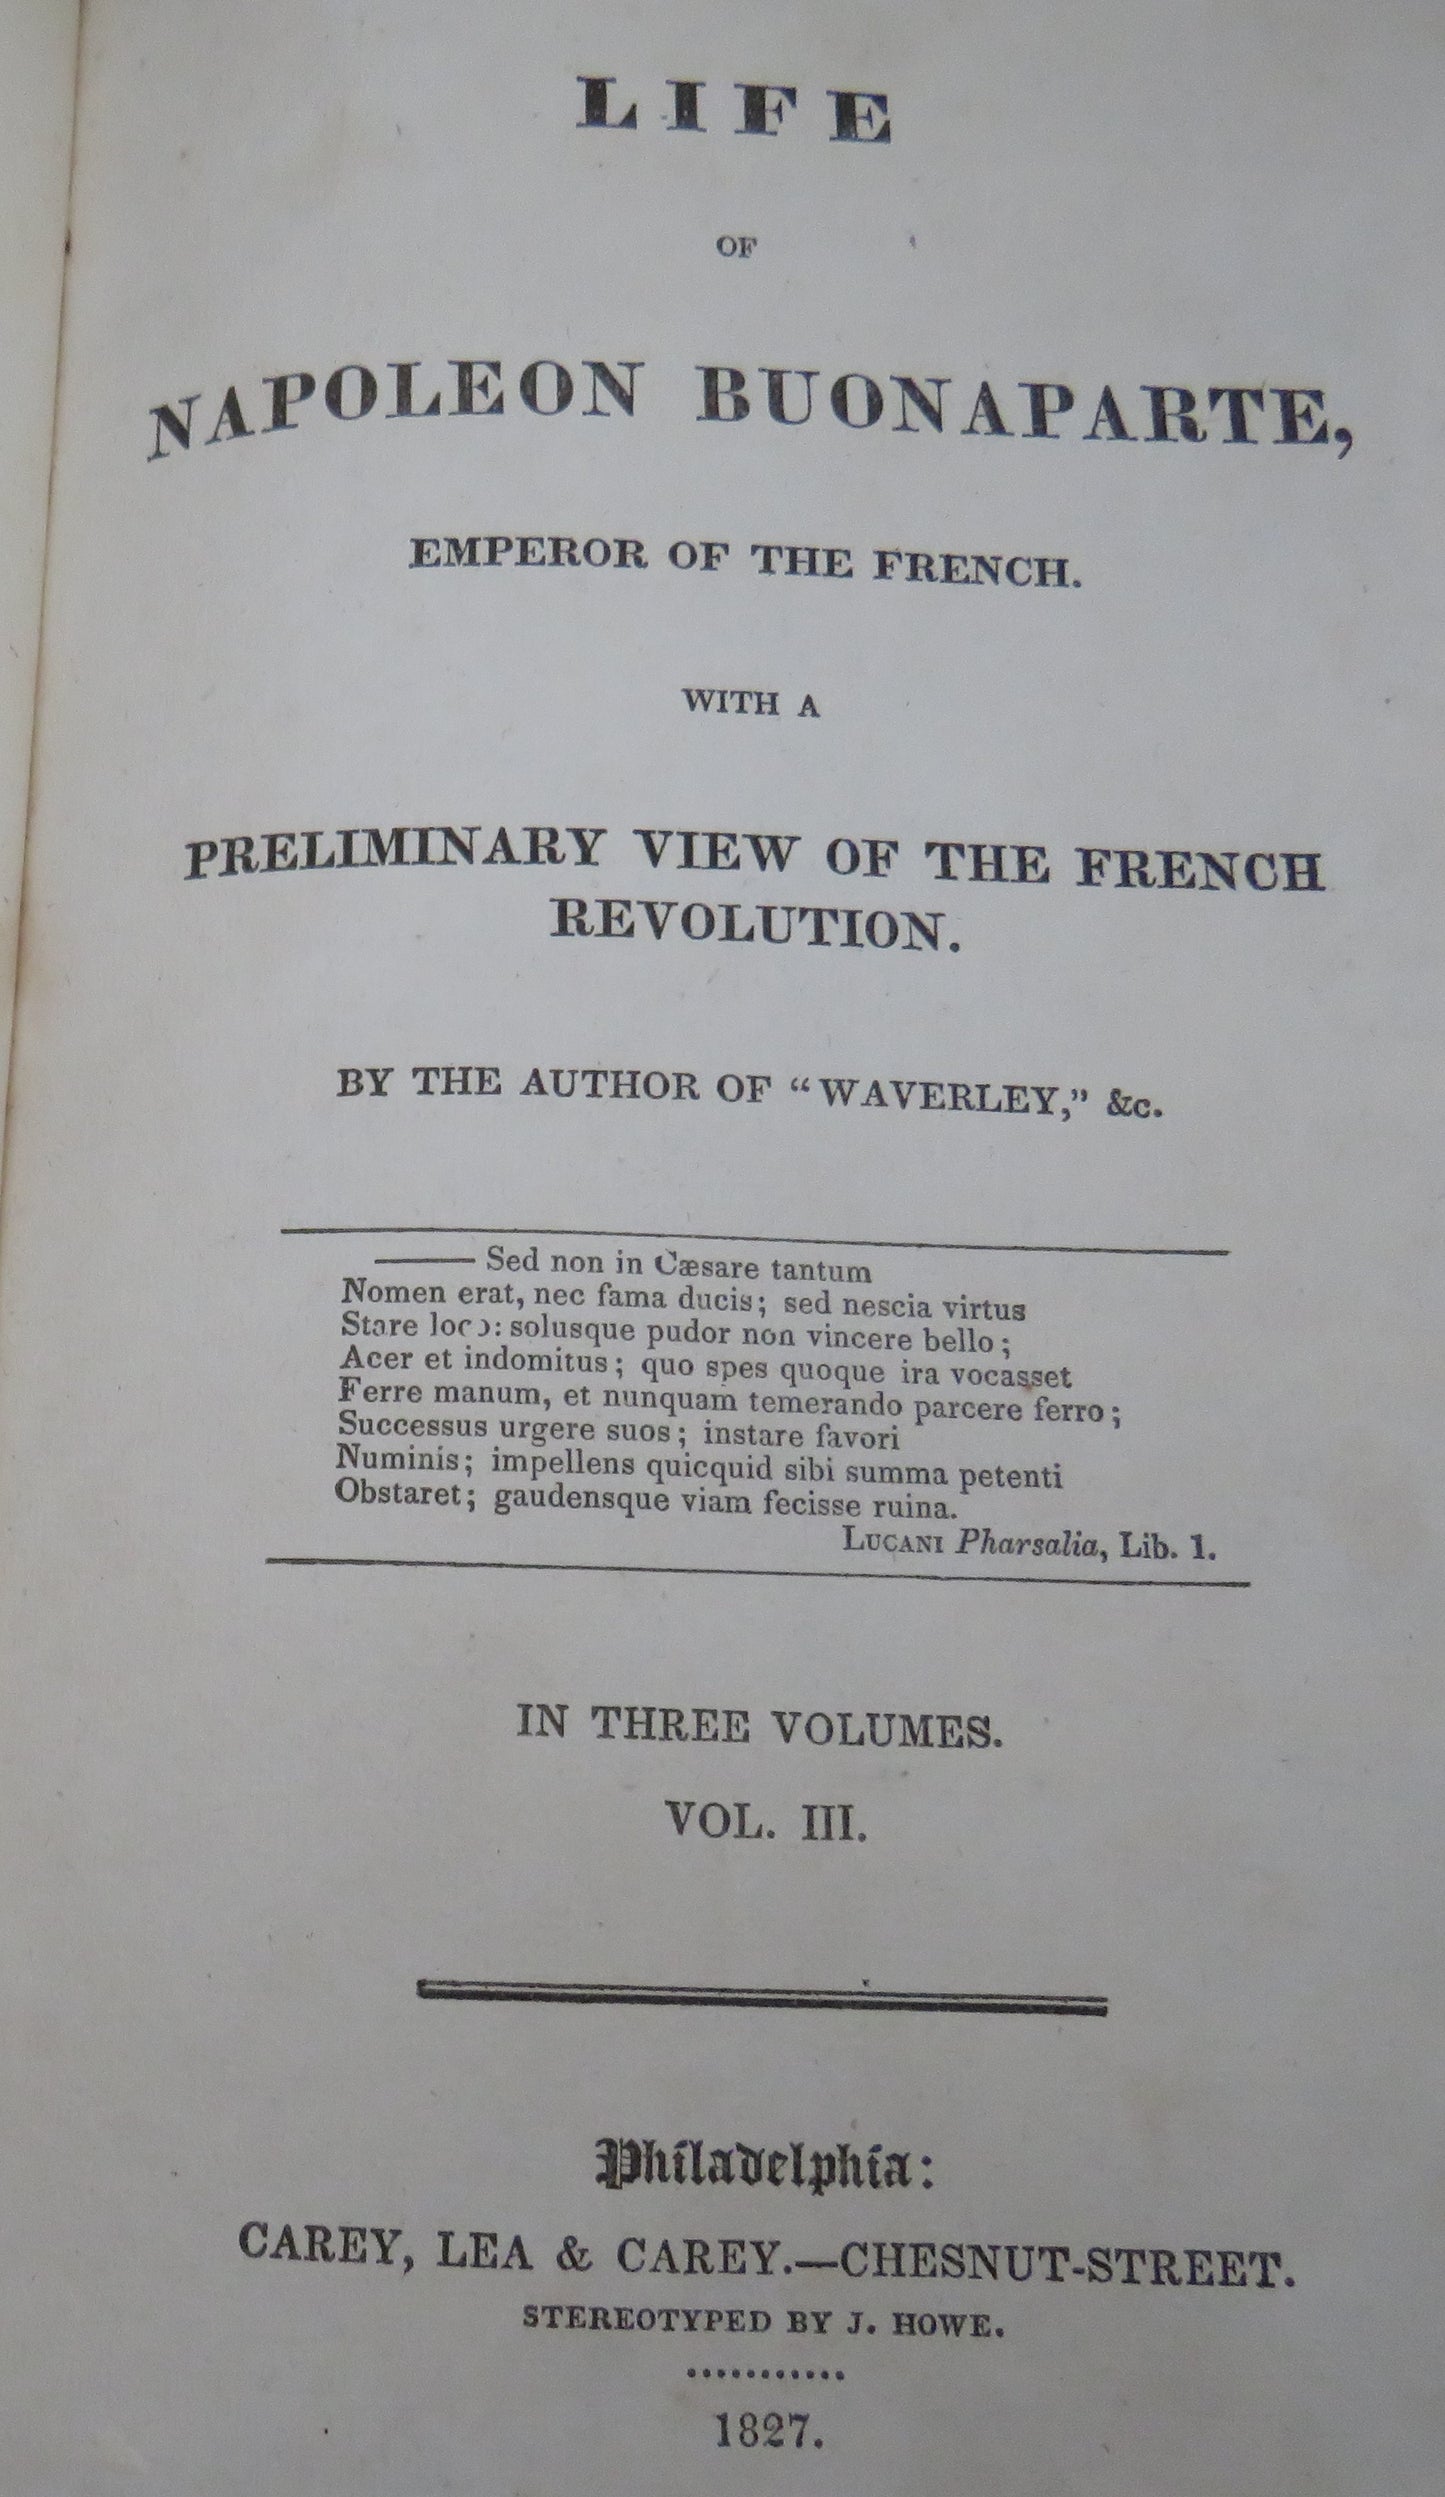 LIFE
OF
NAPOLEON BUONAPARTE,
EMPEROR OF THE FRENCH.
WITH A
PRELIMINARY VIEW OF THE FRENCH
REVOLUTION.
BY THE AUTHOR OF "WAVERLEY," &c.
——— Sed non in Cæsare tantum
Nomen erat, nec fama ducis; sed nescia virtus
Stare loco: solusque pudor non vincere bello;
Acer et indomitus; quo spes quoque ira vocasset
Ferre manum, et nunquam temerando parcere ferro;
Successus urgere suos; instare favori
Numinis; impellens quicquid sibi summa petenti
Obstaret; gaudensque viam fecisse ruina.
LUCANI Pharsalia, Lib. 1.
IN THREE VOLUMES.
VOL. III.
Philadelphia:
CAREY, LEA & CAREY.—CHESNUT-STREET.
STEREOTYPED BY J. HOWE.
...........
1827.